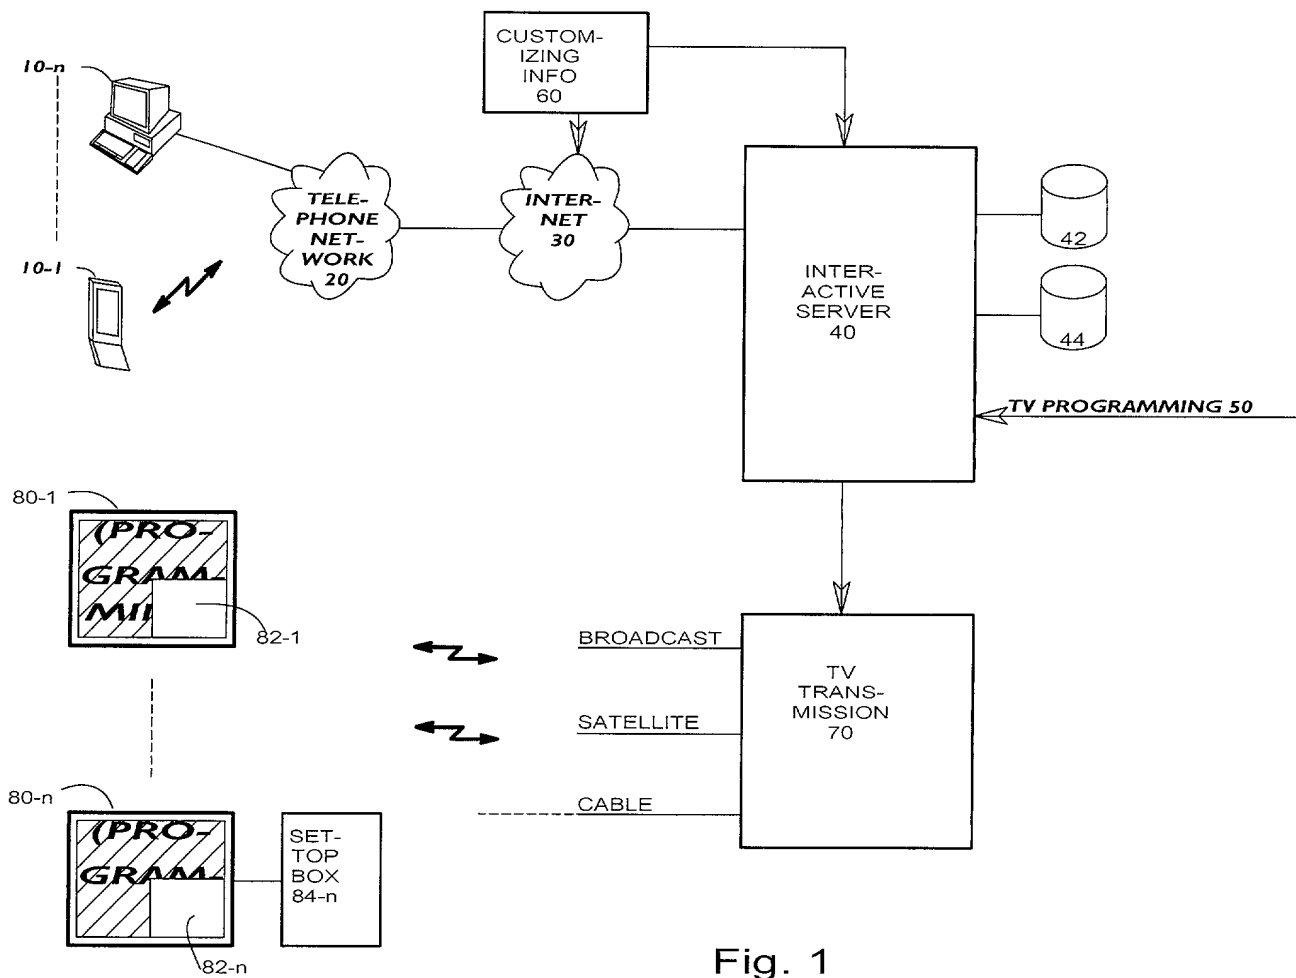 10-n
CUSTOM-
IZING
INFO
60
10-1
TELE-
PHONE
NET-
WORK
20
INTER-
NET
30
INTER-
ACTIVE
SERVER
40
42
44
TV PROGRAMMING 50
80-1
(PRO-
GRAM-
MII
82-1
BROADCAST
SATELLITE
CABLE
TV
TRANS-
MISSION
70
80-n
(PRO-
GRAM-
82-n
SET-
TOP
BOX
84-n
Fig. 1